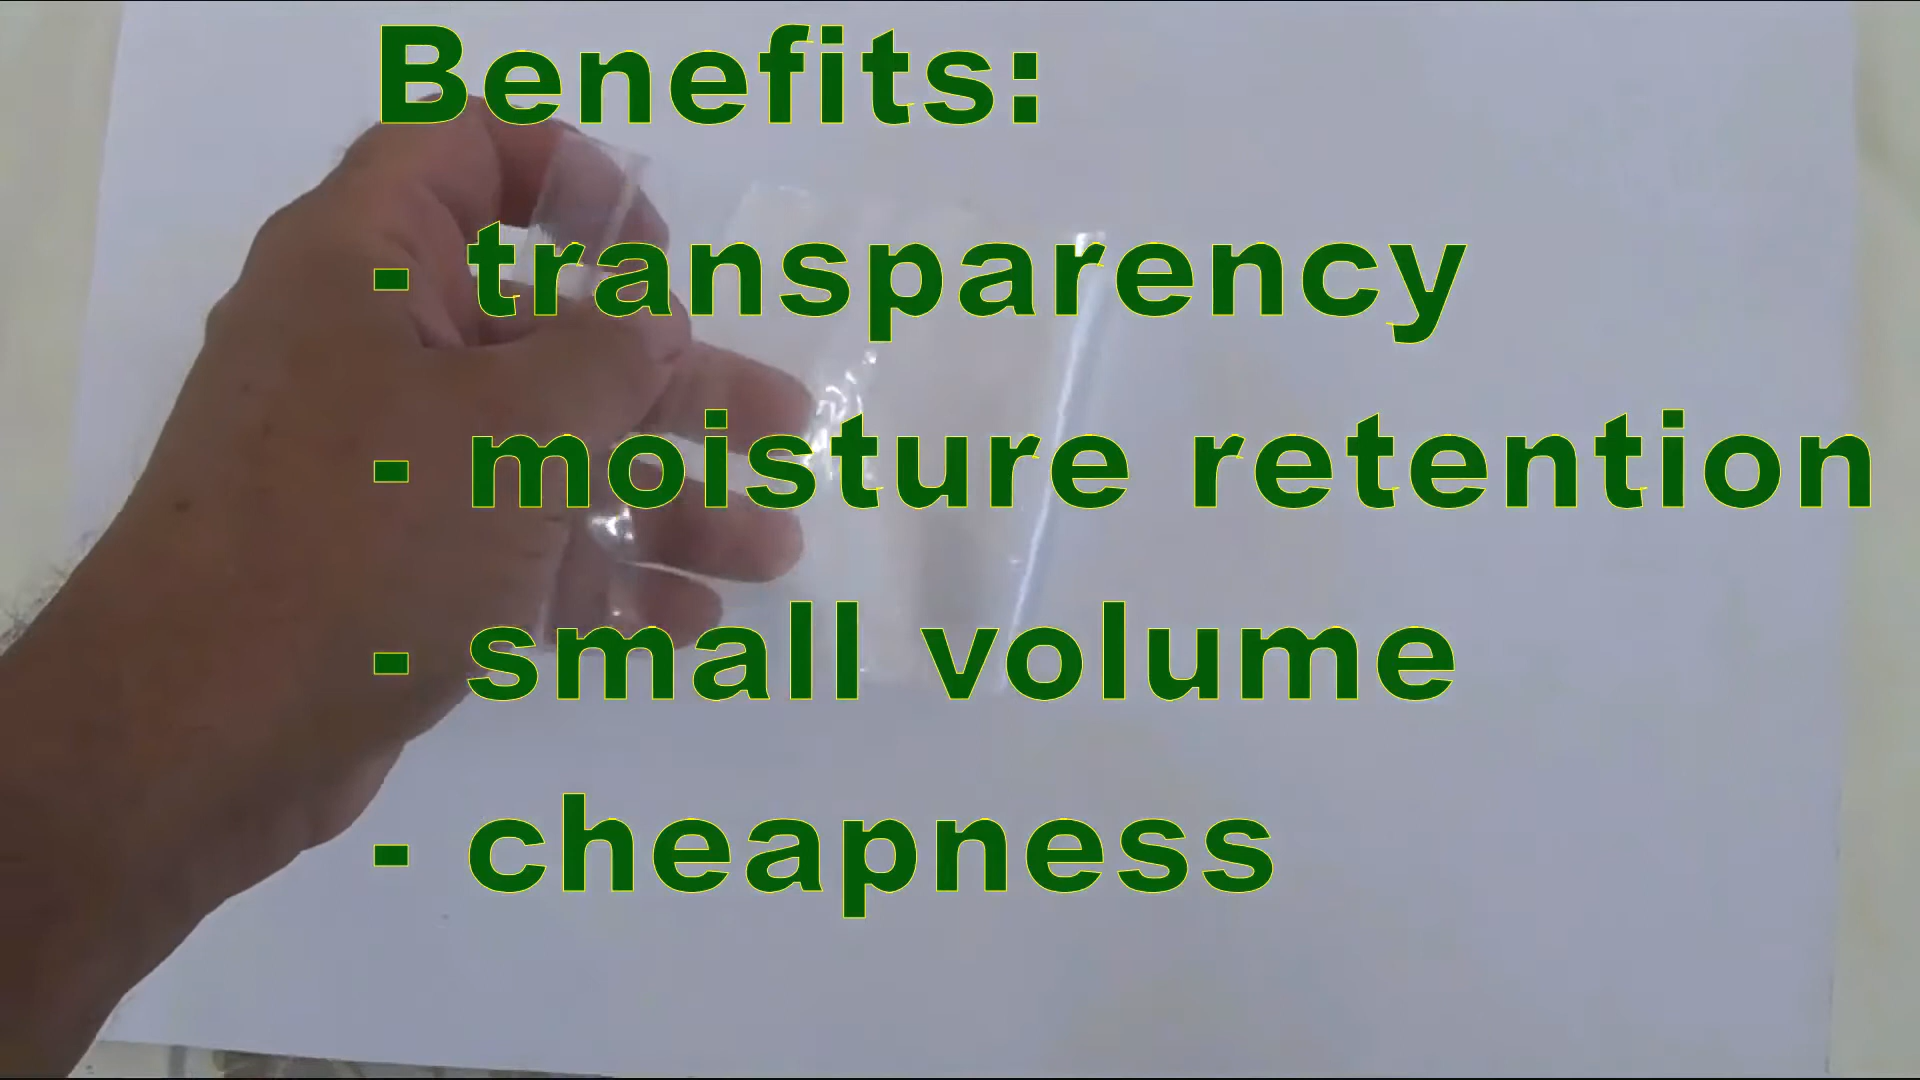 Benefits:
- transparency
- moisture retention
- small volume
- cheapness